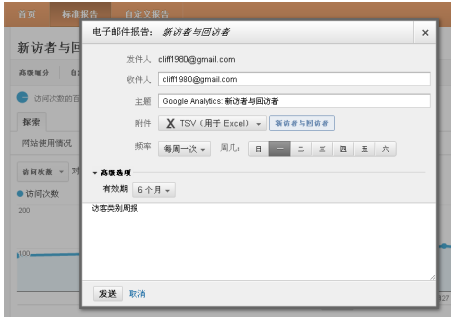 首页 标准报告 自定义报告
电子邮件报告： 新访者与回访者 ×
新访者与回
发件人 cliff1980@gmail.com
高级细分
收件人 cliff1980@gmail.com
访问次数的百
主题 Google Analytics: 新访者与回访者
探索
附件 TSV（用于 Excel） 新访者与回访者
网站使用情况
频率 每周一次 周几： 日 一 二 三 四 五 六
访问次数 对
高级选项
访问次数
有效期 6 个月
200
访客类别周报
100
发送 取消